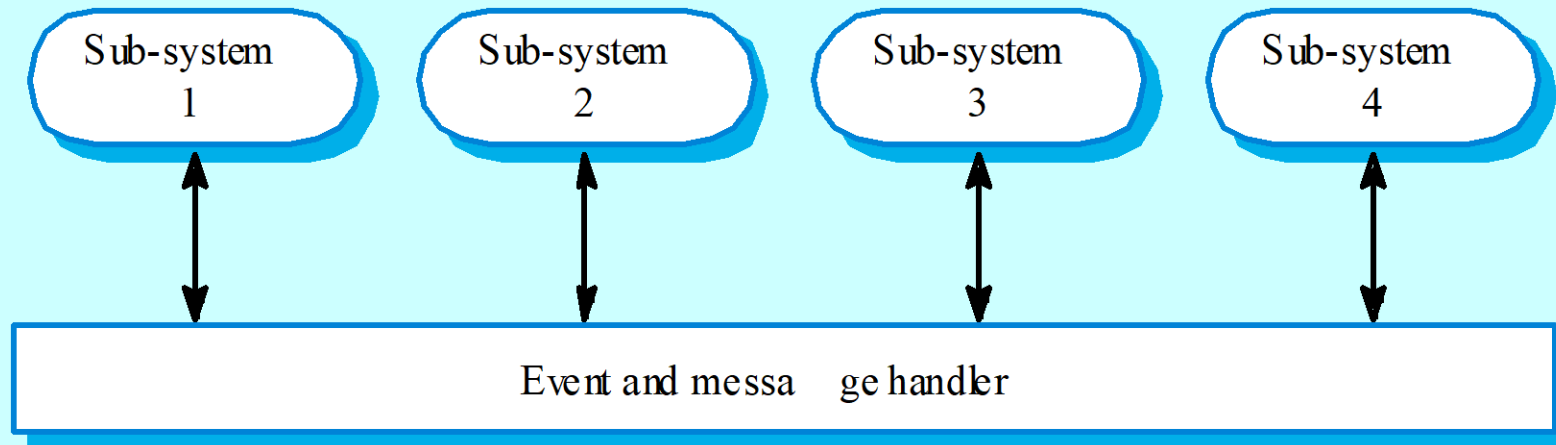 Sub-system
1
Sub-system
2
Sub-system
3
Sub-system
4
Event and messa ge handler